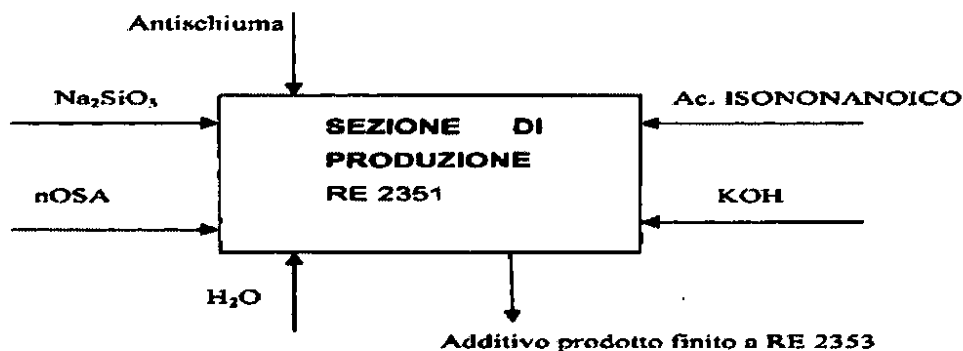 Antischiuma
Na₂SiO₃
Ac. ISONONANOICO
SEZIONE DI
PRODUZIONE
RE 2351
nOSA
KOH
H₂O
Additivo prodotto finito a RE 2353